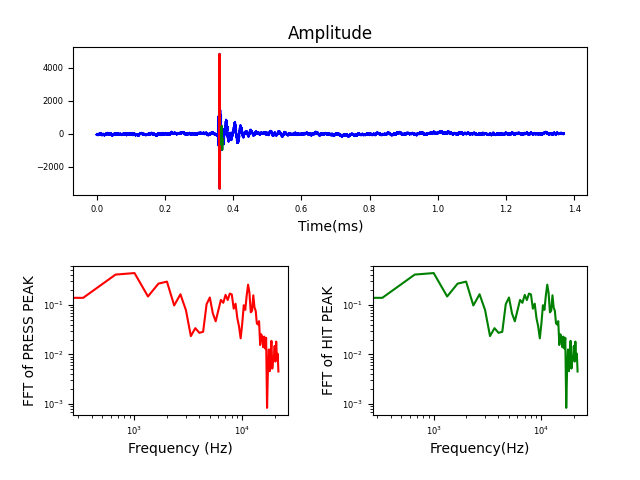 Amplitude
4000
2000
0
−2000
0.0 0.2 0.4 0.6 0.8 1.0 1.2 1.4
Time(ms)
FFT of PRESS PEAK
10⁻¹
10⁻²
10⁻³
10³ 10⁴
Frequency (Hz)
FFT of HIT PEAK
10⁻¹
10⁻²
10⁻³
10³ 10⁴
Frequency(Hz)